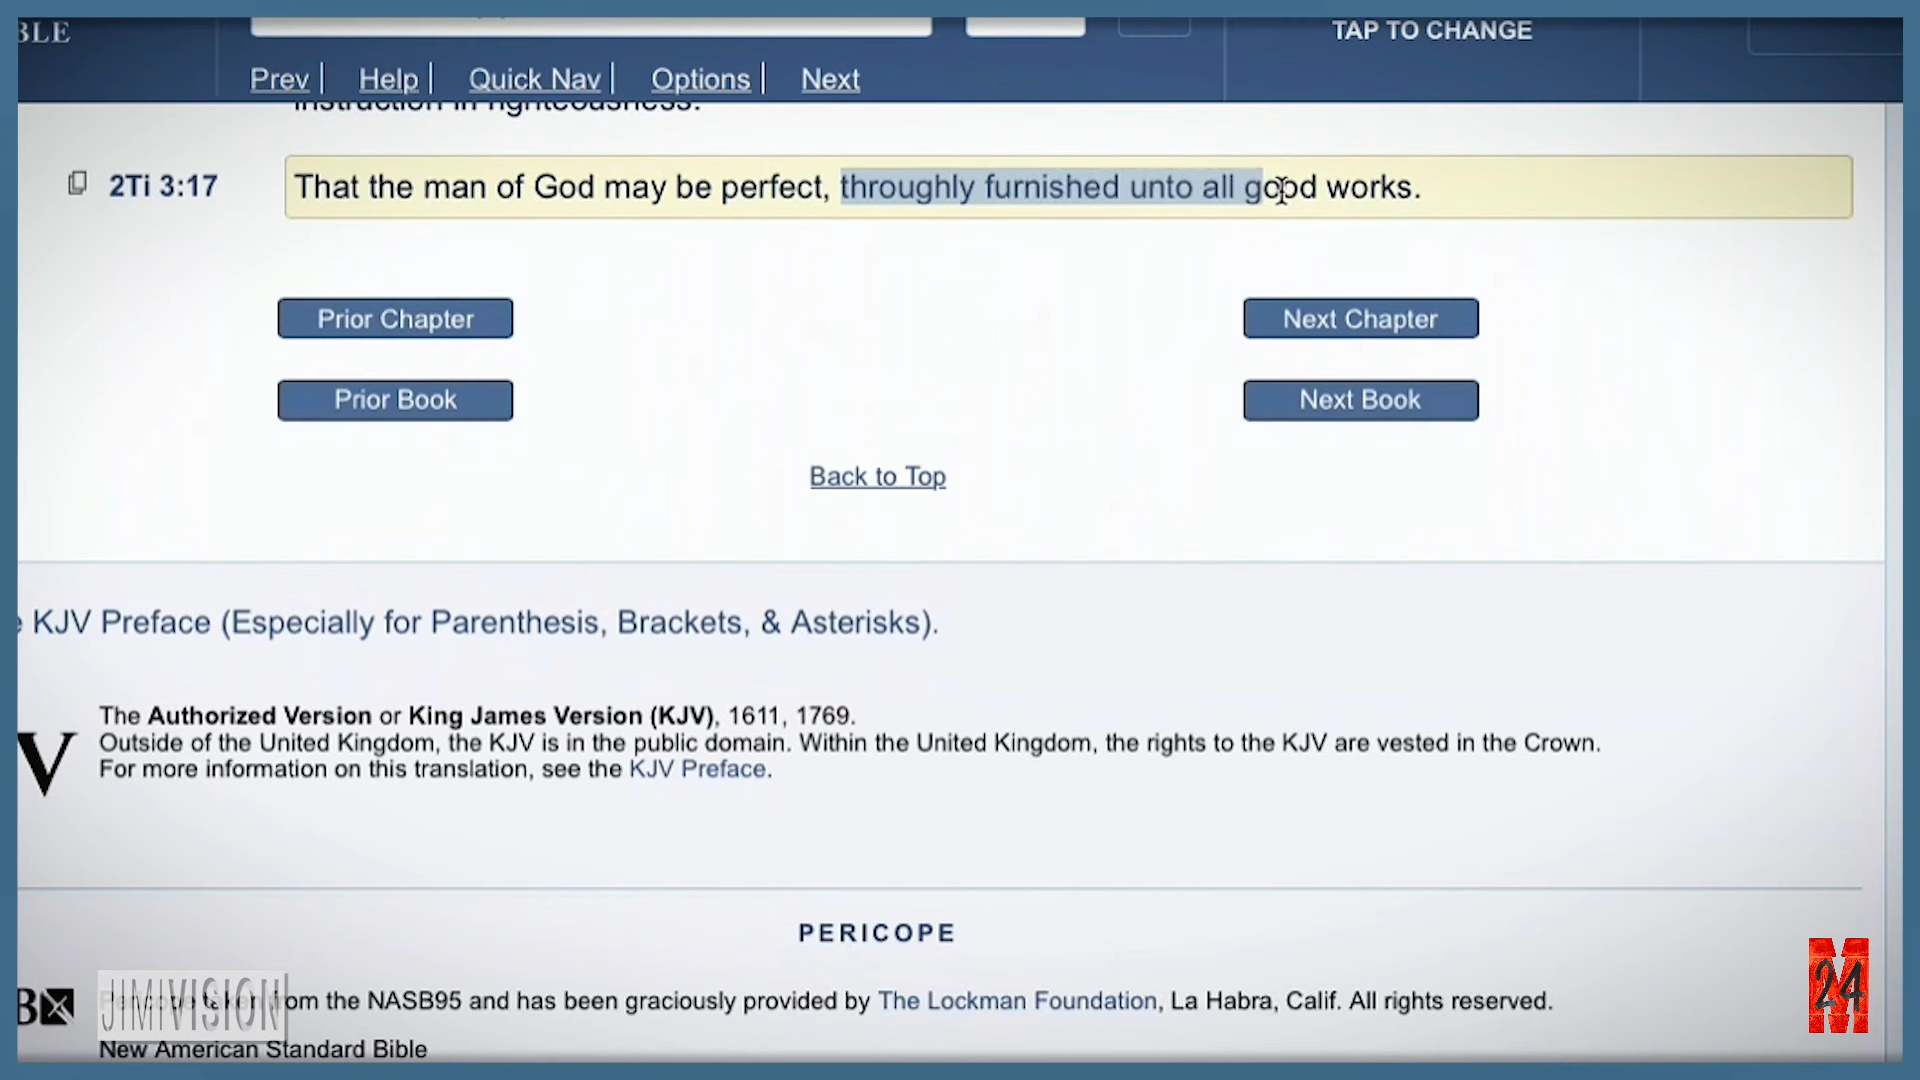 BLE
TAP TO CHANGE
Prev | Help | Quick Nav | Options | Next
instruction in righteousness:
2Ti 3:17 That the man of God may be perfect, throughly furnished unto all good works.
Prior Chapter Next Chapter
Prior Book Next Book
Back to Top
e KJV Preface (Especially for Parenthesis, Brackets, & Asterisks).
The Authorized Version or King James Version (KJV), 1611, 1769.
V Outside of the United Kingdom, the KJV is in the public domain. Within the United Kingdom, the rights to the KJV are vested in the Crown.
For more information on this translation, see the KJV Preface.
PERICOPE
B Pericope taken from the NASB95 and has been graciously provided by The Lockman Foundation, La Habra, Calif. All rights reserved.
JIMIVISION
New American Standard Bible
M
24